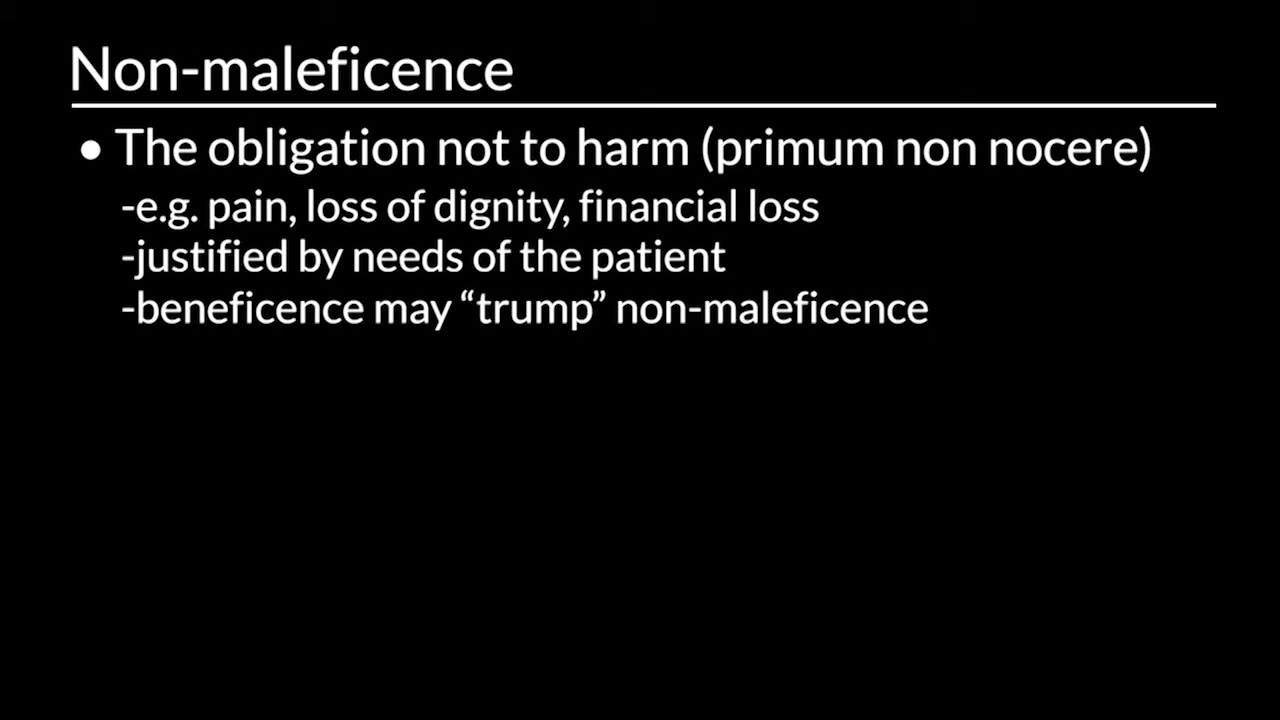 Non-maleficence
• The obligation not to harm (primum non nocere)
-e.g. pain, loss of dignity, financial loss
-justified by needs of the patient
-beneficence may “trump” non-maleficence